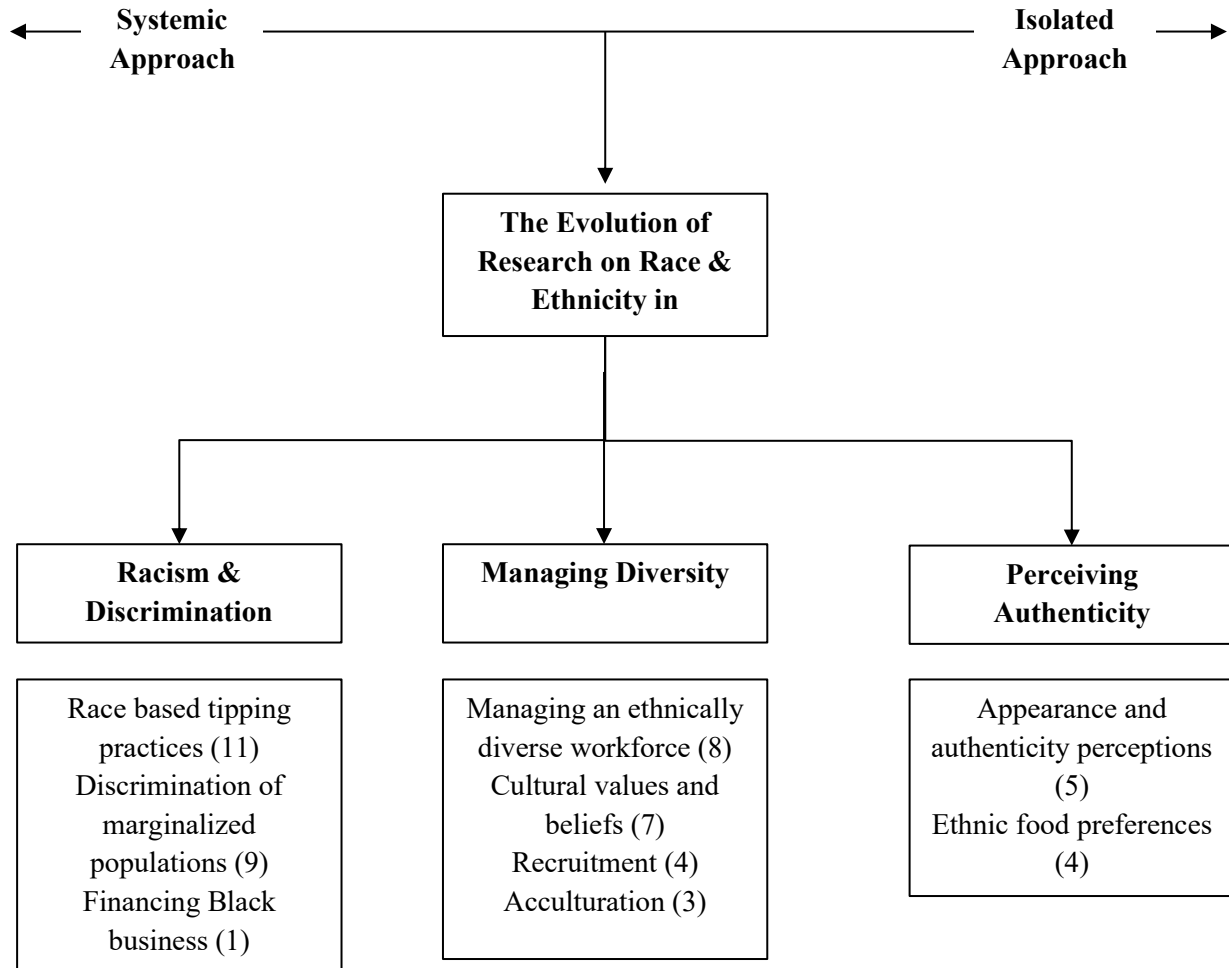 Systemic
Approach
Isolated
Approach
The Evolution of
Research on Race &
Ethnicity in
Racism &
Discrimination
Managing Diversity
Perceiving
Authenticity
Race based tipping
practices (11)
Discrimination of
marginalized
populations (9)
Financing Black
business (1)
Managing an ethnically
diverse workforce (8)
Cultural values and
beliefs (7)
Recruitment (4)
Acculturation (3)
Appearance and
authenticity perceptions
(5)
Ethnic food preferences
(4)